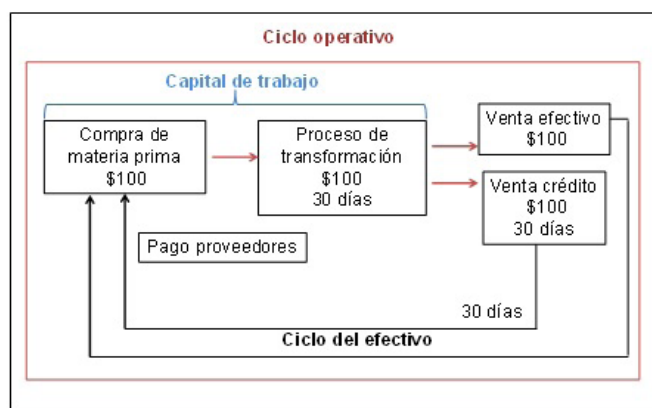 Ciclo operativo
Capital de trabajo
Compra de
materia prima
$100
Proceso de
transformación
$100
30 días
Venta efectivo
$100
Venta crédito
$100
30 días
Pago proveedores
30 días
Ciclo del efectivo